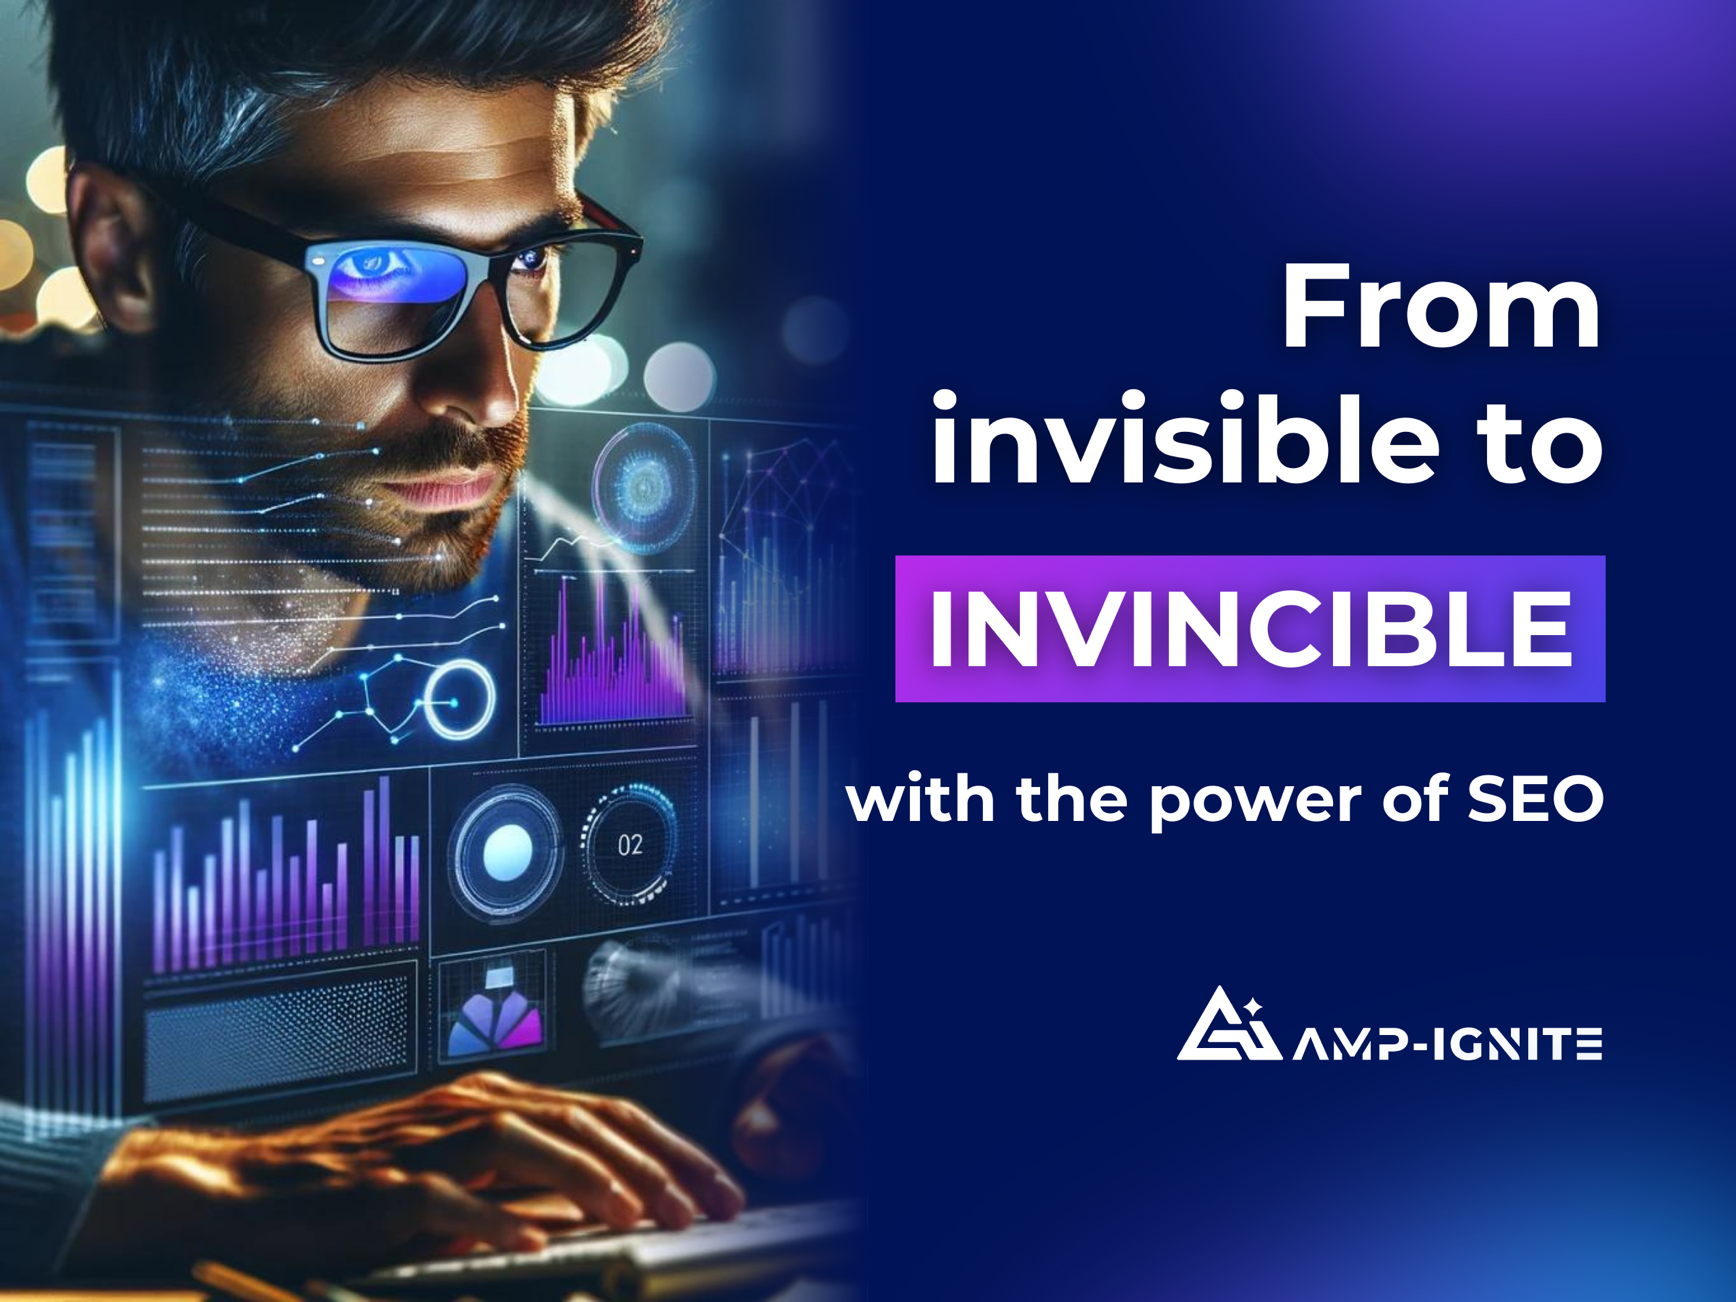 From
invisible to
INVINCIBLE
with the power of SEO
02
AMP-IGNITE